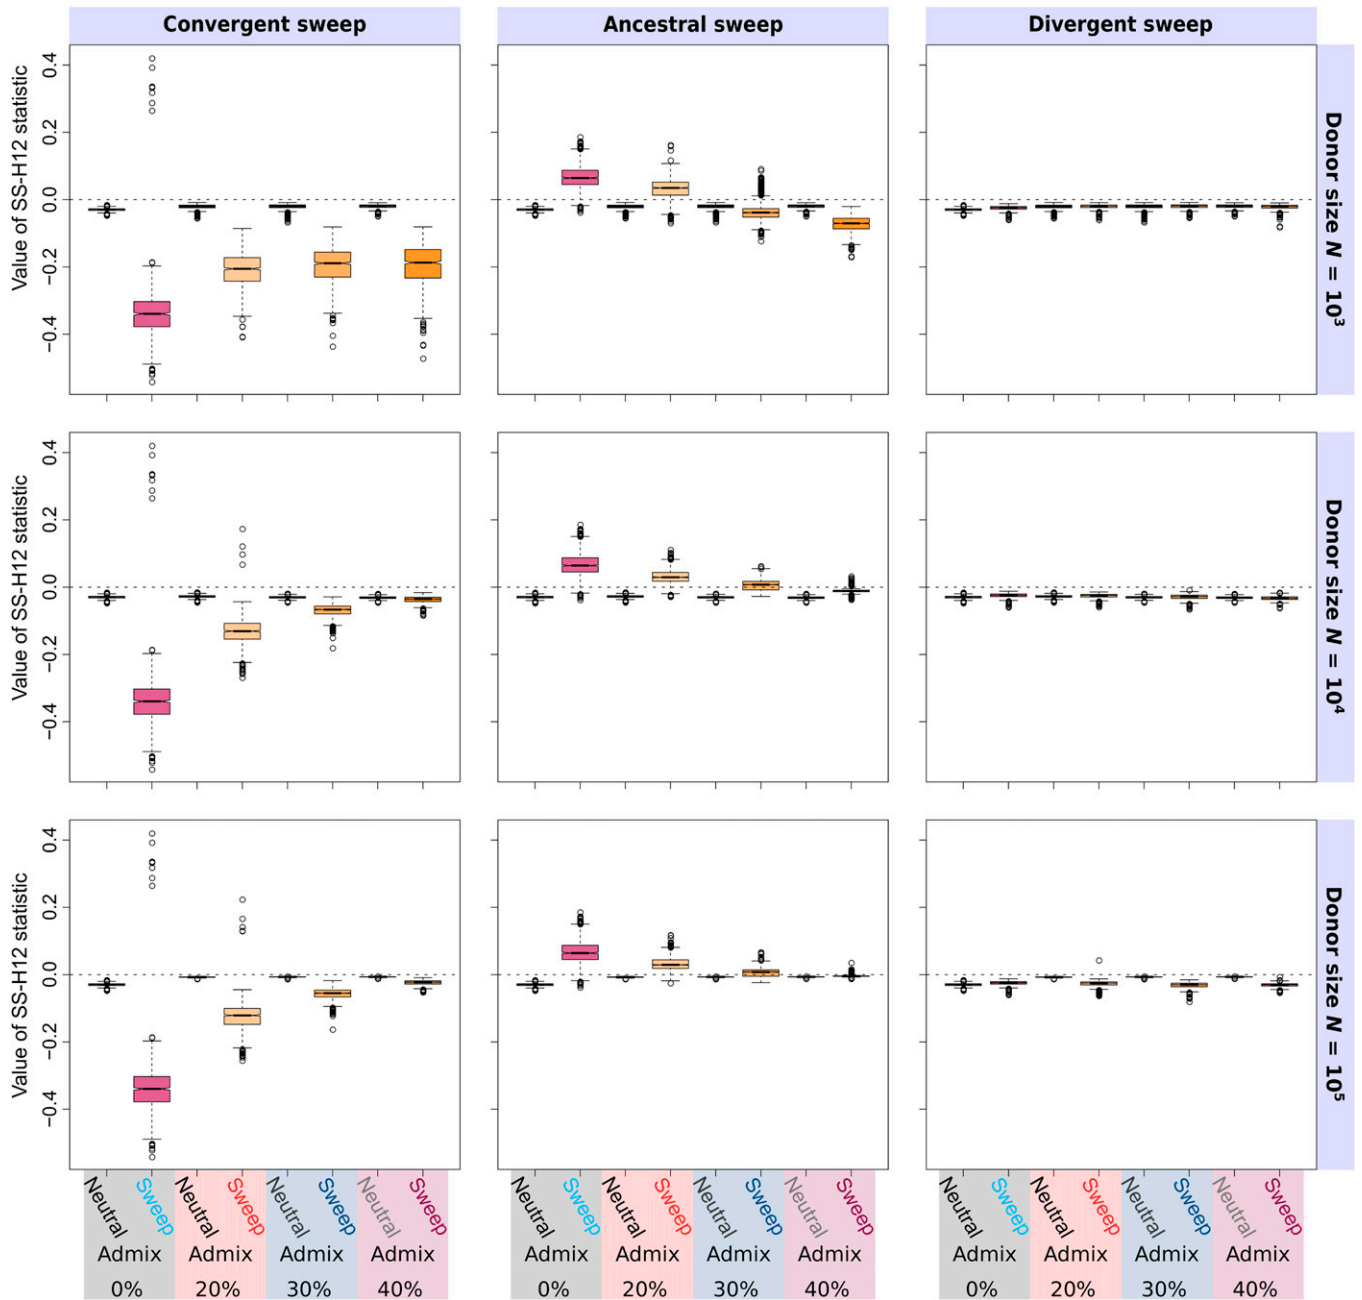 Convergent sweep
Ancestral sweep
Divergent sweep
Value of SS-H12 statistic
0.4
0.2
0.0
−0.2
−0.4
Donor size N = 10³
Value of SS-H12 statistic
0.4
0.2
0.0
−0.2
−0.4
Donor size N = 10⁴
Value of SS-H12 statistic
0.4
0.2
0.0
−0.2
−0.4
Donor size N = 10⁵
Neutral Sweep Neutral Sweep Neutral Sweep Neutral Sweep
Admix Admix Admix Admix
0% 20% 30% 40%
Neutral Sweep Neutral Sweep Neutral Sweep Neutral Sweep
Admix Admix Admix Admix
0% 20% 30% 40%
Neutral Sweep Neutral Sweep Neutral Sweep Neutral Sweep
Admix Admix Admix Admix
0% 20% 30% 40%